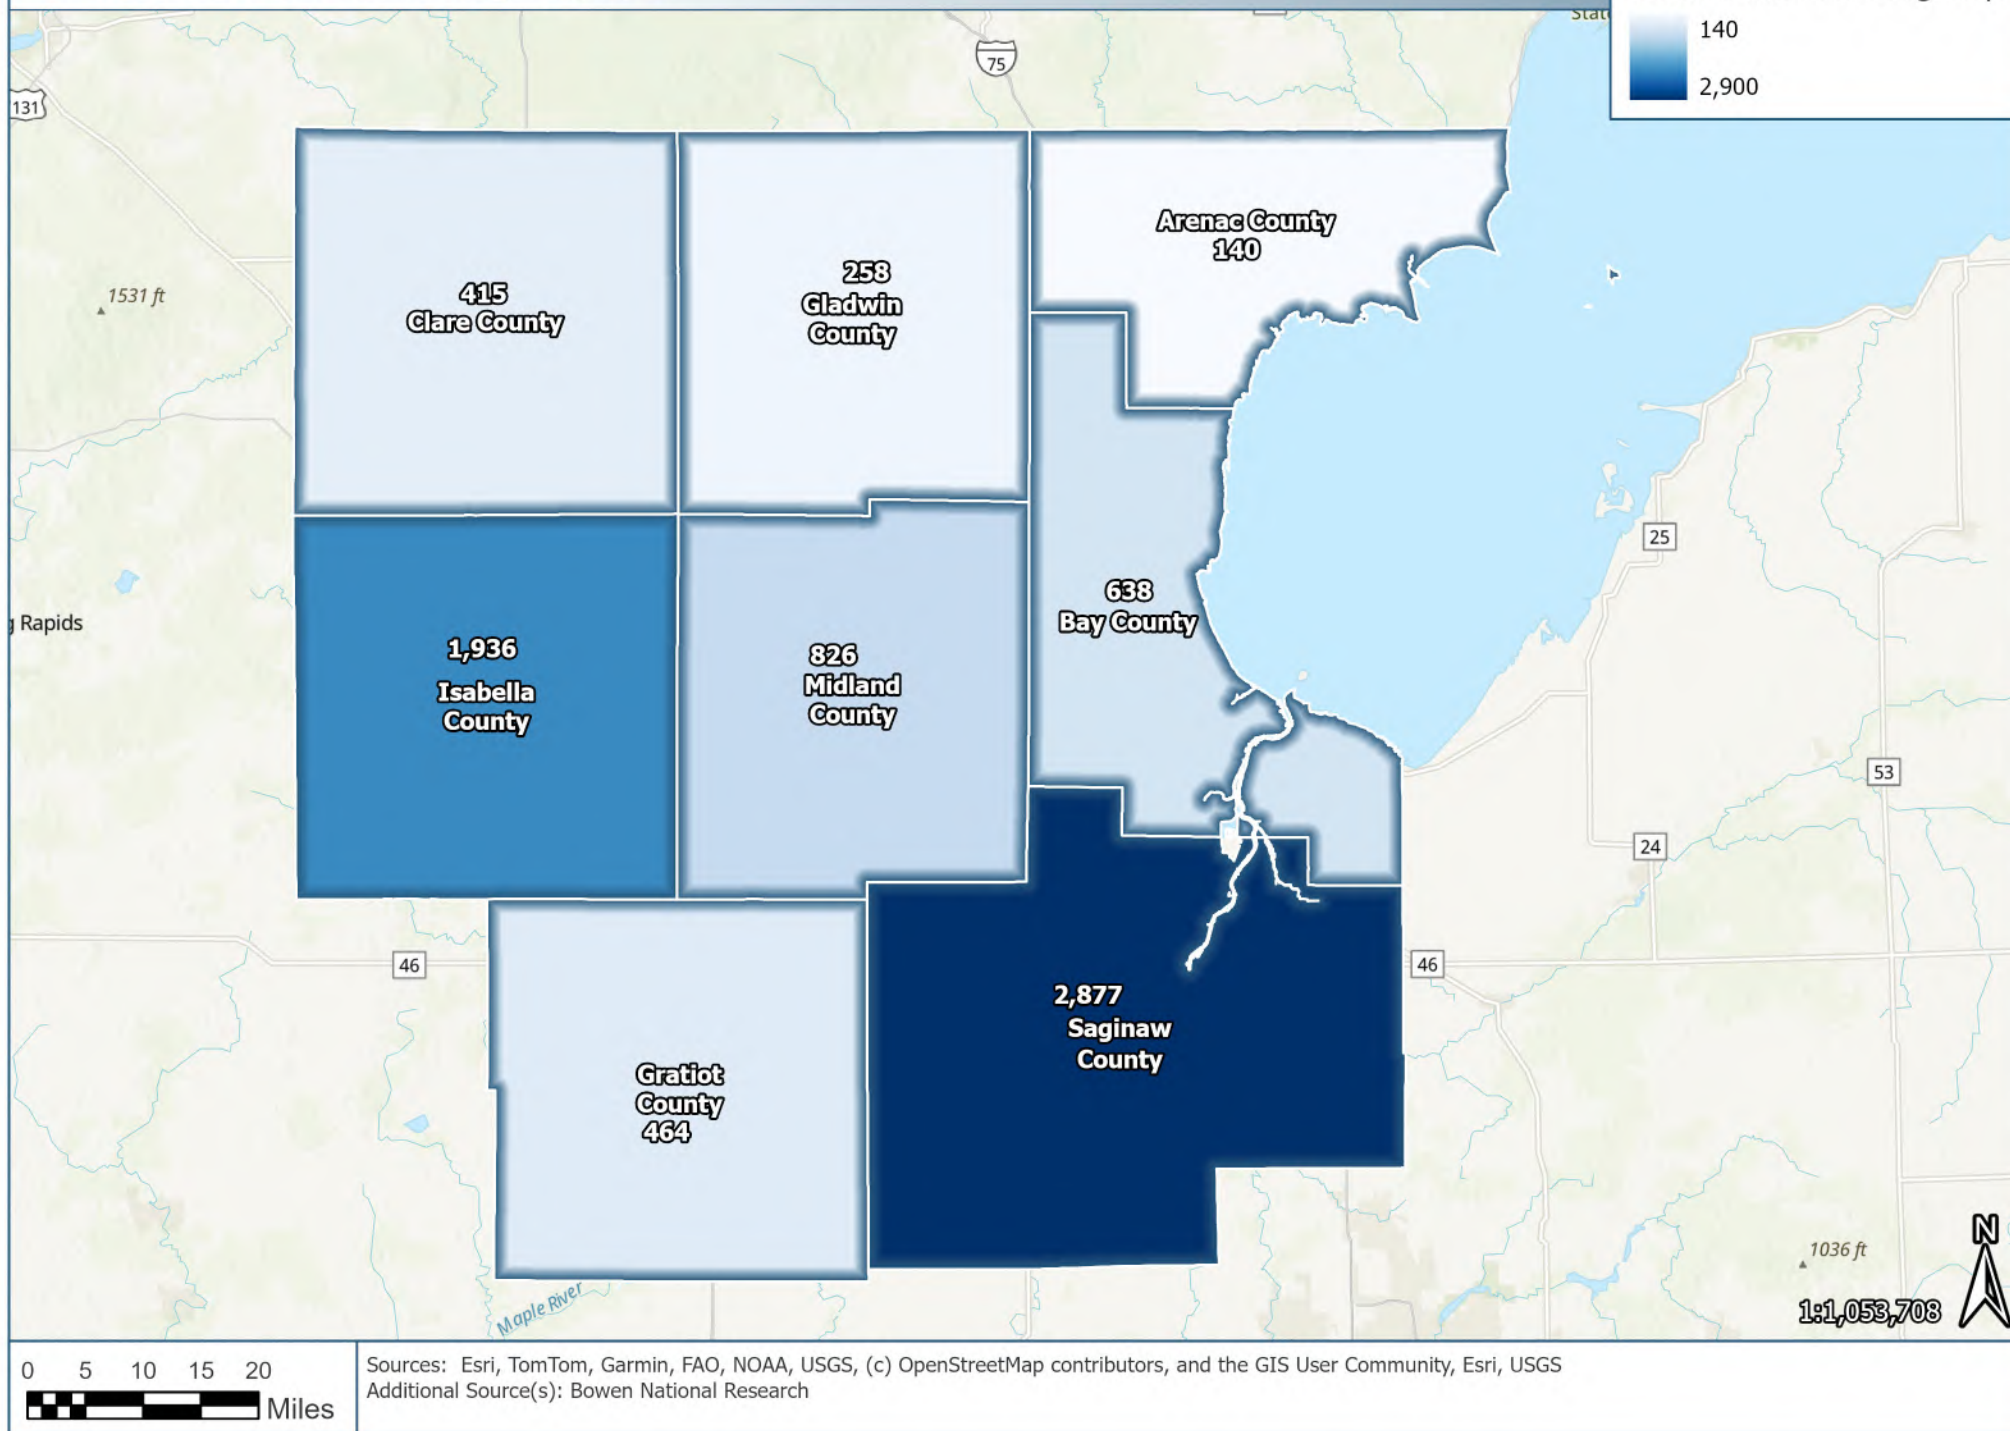 140
2,900
75
131
Arenac County
140
258
Gladwin
County
415
Clare County
1531 ft
25
638
Bay County
Rapids
1,936
Isabella
County
826
Midland
County
53
24
46
46
2,877
Saginaw
County
Gratiot
County
464
1036 ft
N
1:1,053,708
Maple River
0 5 10 15 20
Miles
Sources: Esri, TomTom, Garmin, FAO, NOAA, USGS, (c) OpenStreetMap contributors, and the GIS User Community, Esri, USGS
Additional Source(s): Bowen National Research